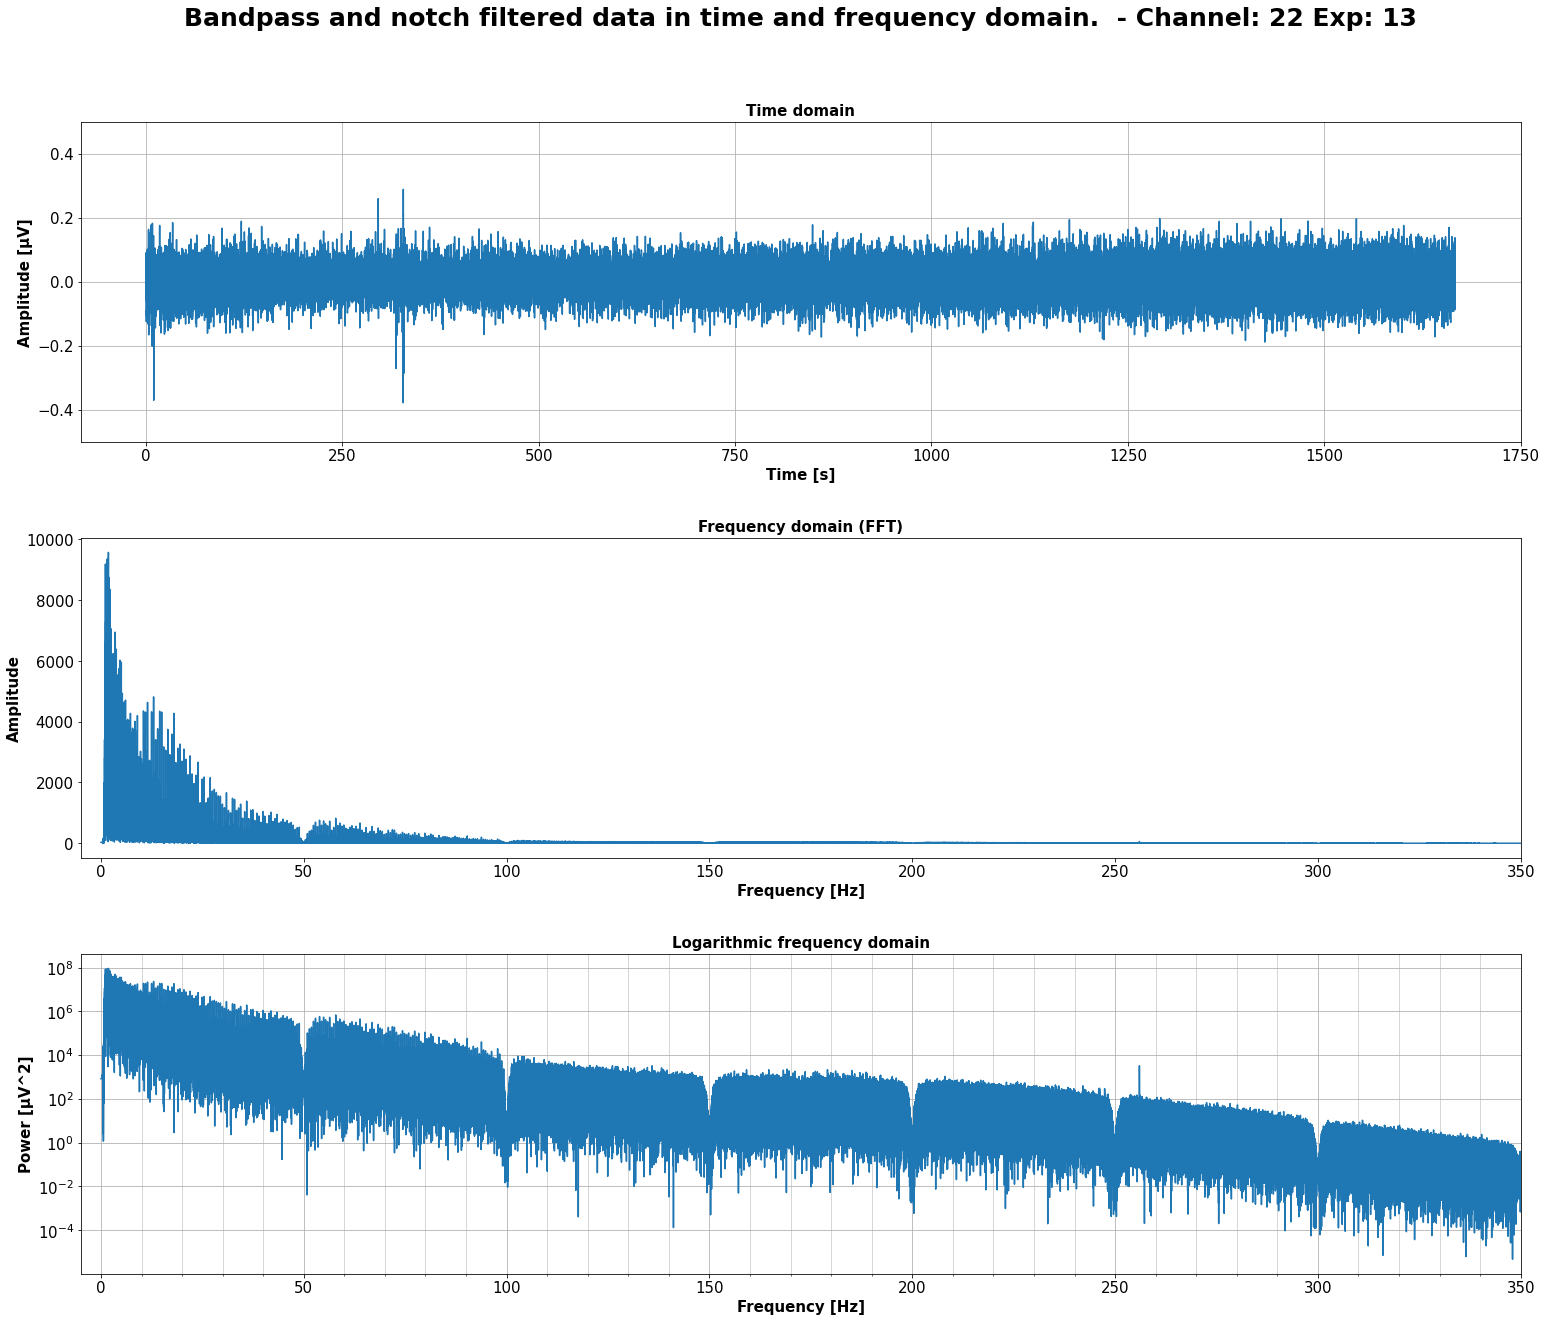 Bandpass and notch filtered data in time and frequency domain.  - Channel: 22 Exp: 13
Time domain
0.4
0.2
0.0
−0.2
−0.4
Amplitude [μV]
0 250 500 750 1000 1250 1500 1750
Time [s]
Frequency domain (FFT)
10000
8000
6000
4000
2000
0
Amplitude
0 50 100 150 200 250 300 350
Frequency [Hz]
Logarithmic frequency domain
10^8
10^6
10^4
10^2
10^0
10^−2
10^−4
Power [μV^2]
0 50 100 150 200 250 300 350
Frequency [Hz]